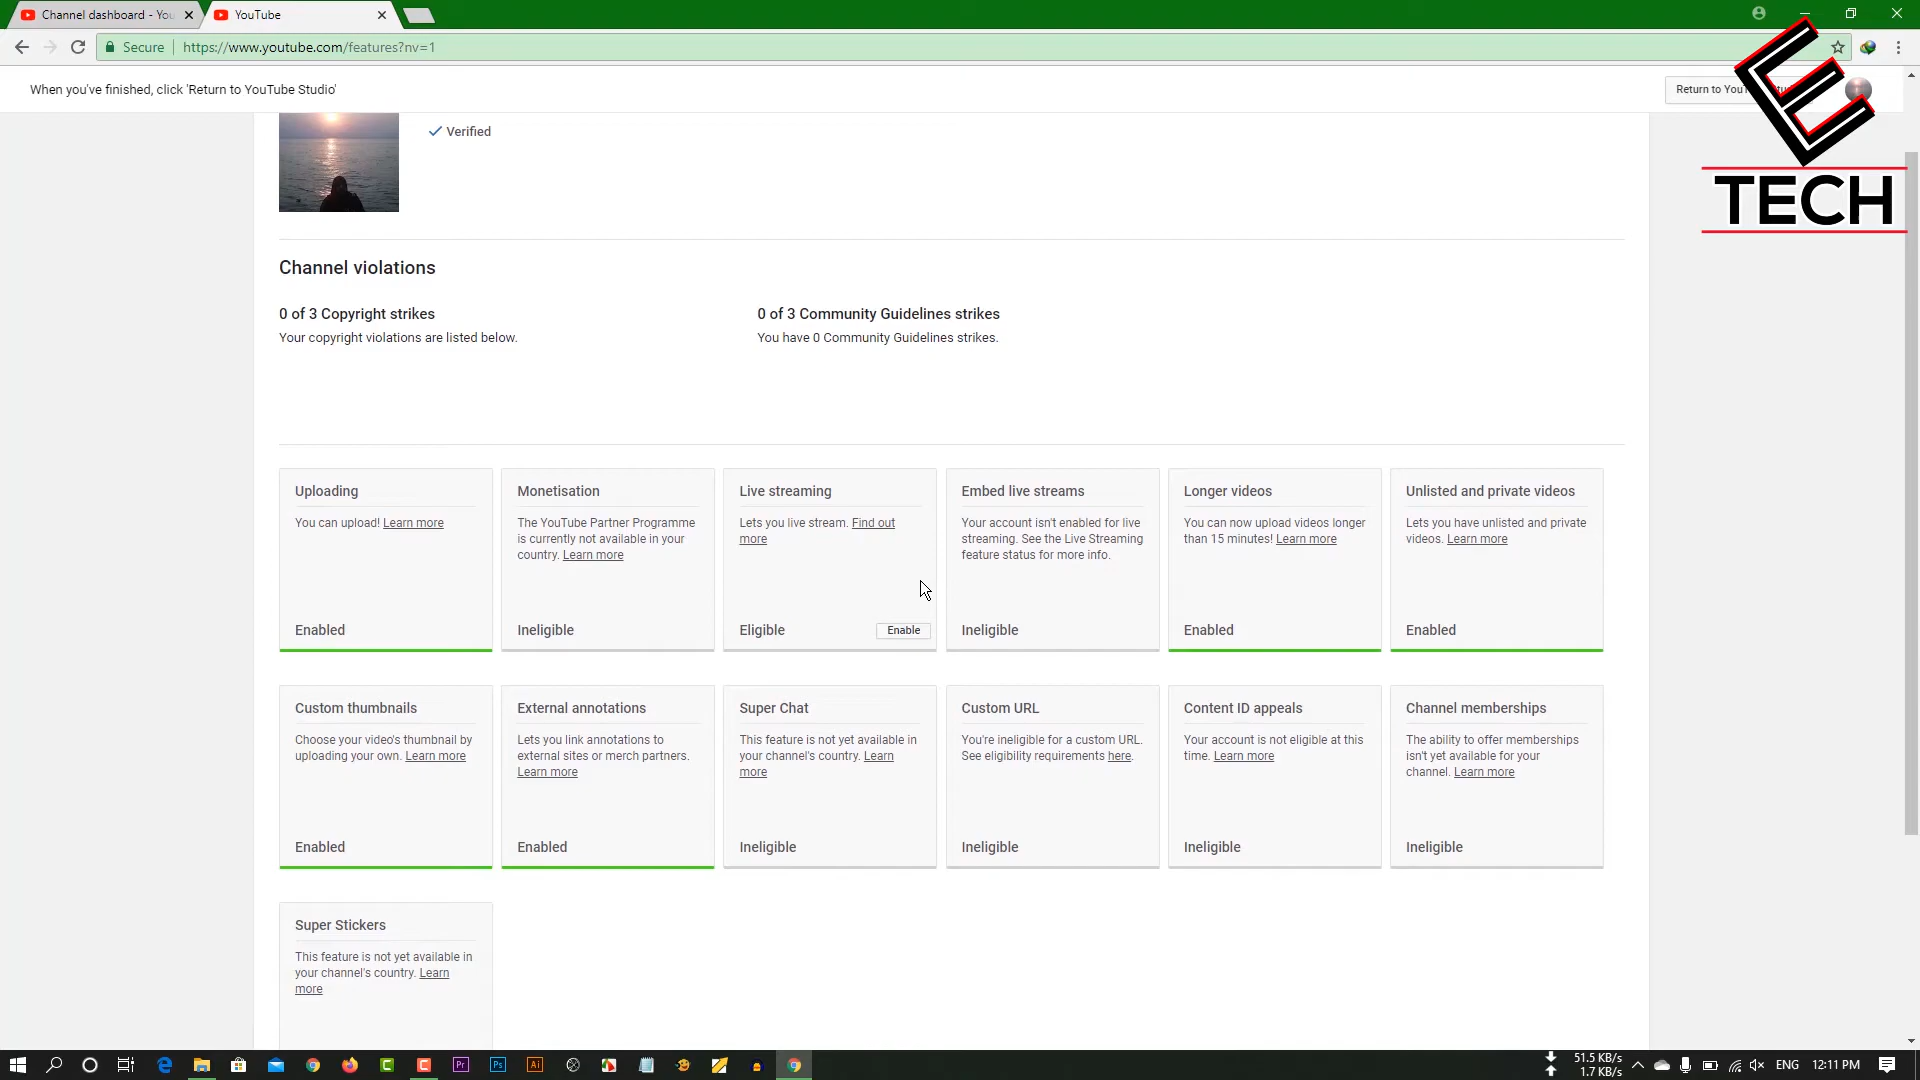 Channel dashboard - You
YouTube
Secure
https://www.youtube.com/features?nv=1
When you've finished, click 'Return to YouTube Studio'
Return to You
TECH
Verified
Channel violations
0 of 3 Copyright strikes
Your copyright violations are listed below.
0 of 3 Community Guidelines strikes
You have 0 Community Guidelines strikes.
Uploading
You can upload! Learn more
Enabled
Monetisation
The YouTube Partner Programme
is currently not available in your
country. Learn more
Ineligible
Live streaming
Lets you live stream. Find out
more
Eligible
Enable
Embed live streams
Your account isn't enabled for live
streaming. See the Live Streaming
feature status for more info.
Ineligible
Longer videos
You can now upload videos longer
than 15 minutes! Learn more
Enabled
Unlisted and private videos
Lets you have unlisted and private
videos. Learn more
Enabled
Custom thumbnails
Choose your video's thumbnail by
uploading your own. Learn more
Enabled
External annotations
Lets you link annotations to
external sites or merch partners.
Learn more
Enabled
Super Chat
This feature is not yet available in
your channel's country. Learn
more
Ineligible
Custom URL
You're ineligible for a custom URL.
See eligibility requirements here.
Ineligible
Content ID appeals
Your account is not eligible at this
time. Learn more
Ineligible
Channel memberships
The ability to offer memberships
isn't yet available for your
channel. Learn more
Ineligible
Super Stickers
This feature is not yet available in
your channel's country. Learn
more
Pr
Ps
Ai
51.5 KB/s
1.7 KB/s
ENG
12:11 PM